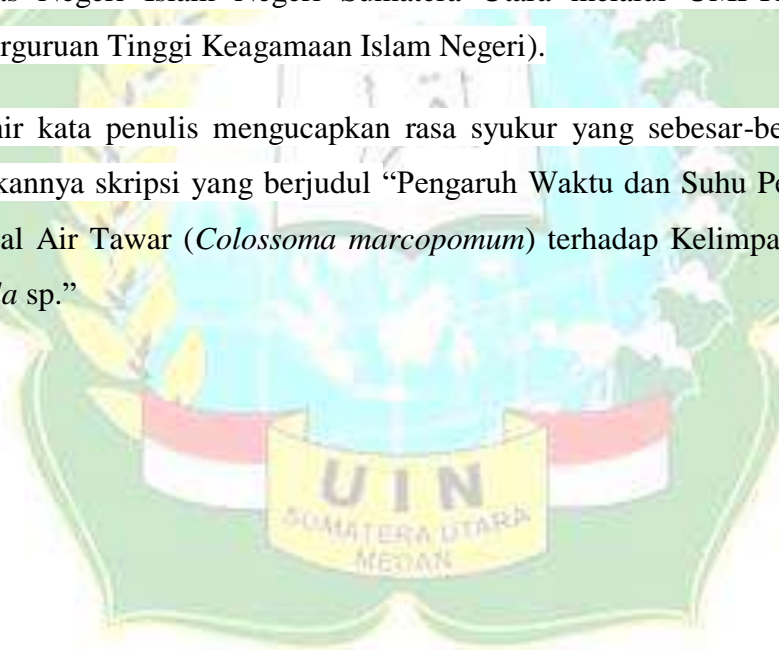 Negeri Islam Negeri Sumatera Utara melalui
erguruan Tinggi Keagamaan Islam Negeri).
ir kata penulis mengucapkan rasa syukur yang sebesar-be
kannya skripsi yang berjudul “Pengaruh Waktu dan Suhu Pe
al Air Tawar (Colossoma marcopomum) terhadap Kelimpa
a sp.”
UIN
SUMATERA UTARA
MEDAN